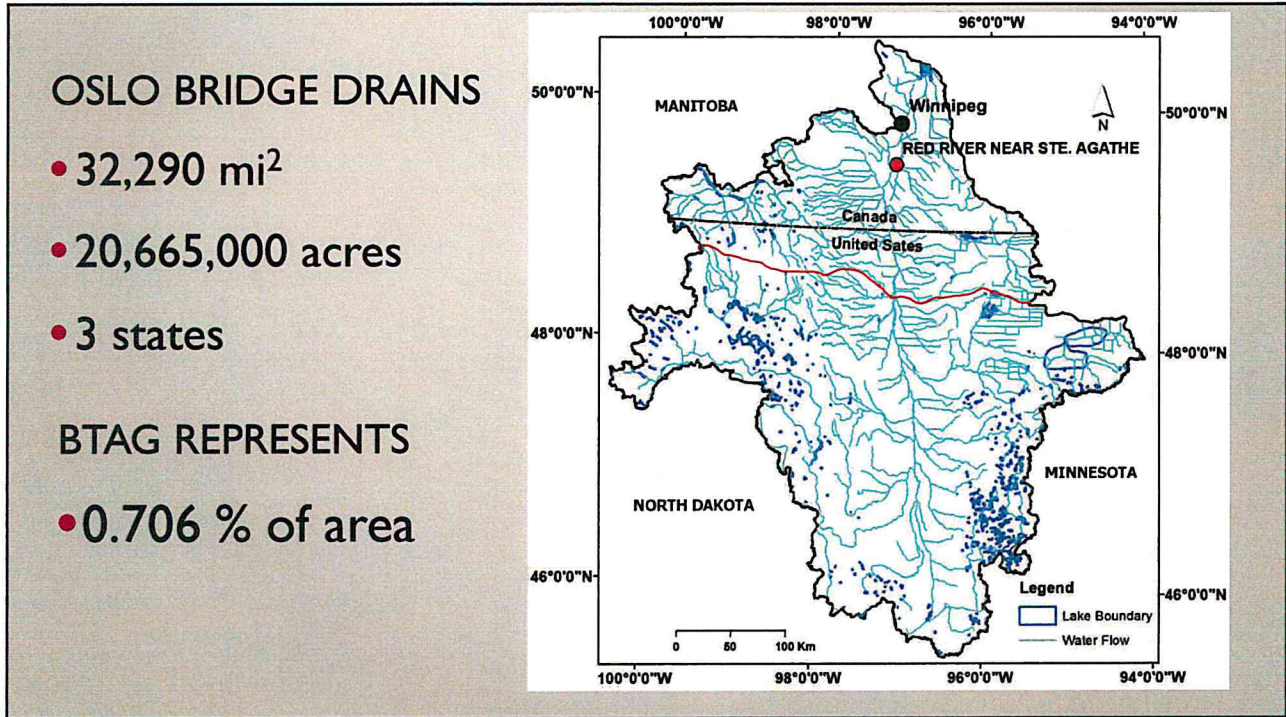 OSLO BRIDGE DRAINS
• 32,290 mi²
• 20,665,000 acres
• 3 states
BTAG REPRESENTS
• 0.706 % of area
100°0'0"W
98°0'0"W
96°0'0"W
94°0'0"W
50°0'0"N
MANITOBA
Winnipeg
N
50°0'0"N
RED RIVER NEAR STE. AGATHE
Canada
United Sates
48°0'0"N
48°0'0"N
NORTH DAKOTA
MINNESOTA
46°0'0"N
46°0'0"N
Legend
Lake Boundary
Water Flow
0 50 100 Km
100°0'0"W
98°0'0"W
96°0'0"W
94°0'0"W